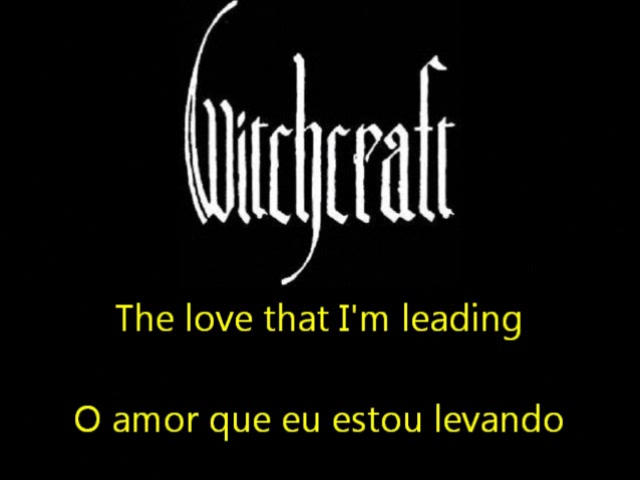 Witchcraft
The love that I'm leading
O amor que eu estou levando